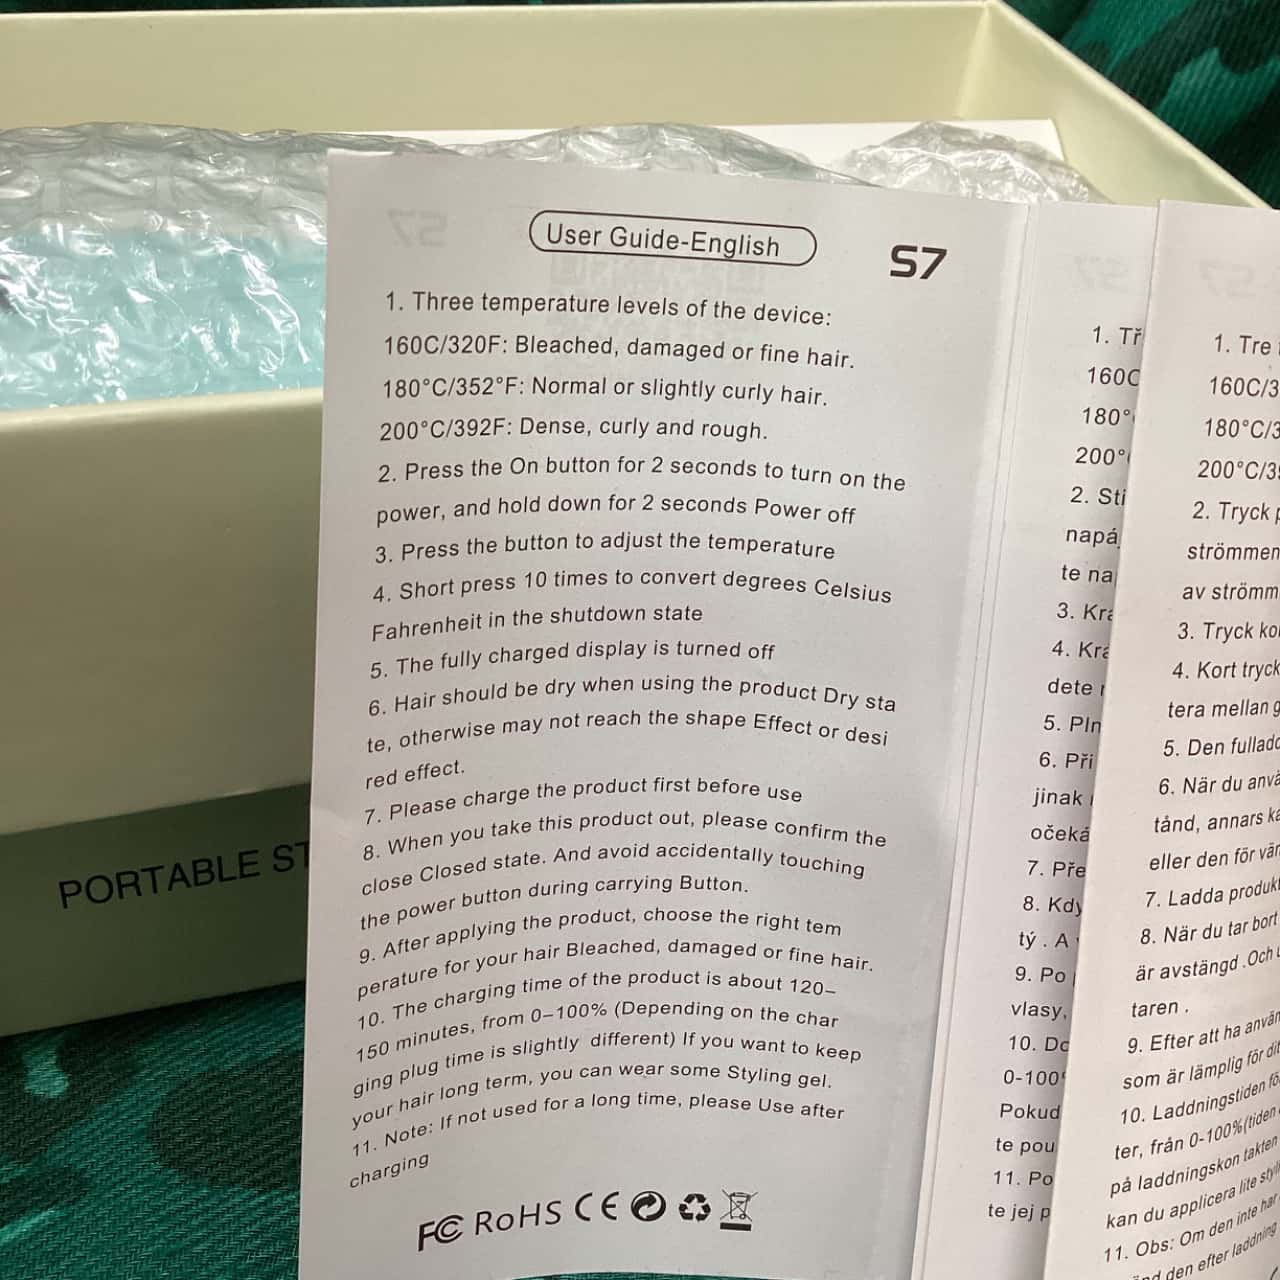 User Guide-English
S7
1. Three temperature levels of the device:
160C/320F: Bleached, damaged or fine hair.
180°C/352°F: Normal or slightly curly hair.
200°C/392F: Dense, curly and rough.
2. Press the On button for 2 seconds to turn on the
power, and hold down for 2 seconds Power off
3. Press the button to adjust the temperature
4. Short press 10 times to convert degrees Celsius
Fahrenheit in the shutdown state
5. The fully charged display is turned off
6. Hair should be dry when using the product Dry sta
te, otherwise may not reach the shape Effect or desi
red effect.
7. Please charge the product first before use
8. When you take this product out, please confirm the
close Closed state. And avoid accidentally touching
the power button during carrying Button.
9. After applying the product, choose the right tem
perature for your hair Bleached, damaged or fine hair.
10. The charging time of the product is about 120–
150 minutes, from 0–100% (Depending on the char
ging plug time is slightly different) If you want to keep
your hair long term, you can wear some Styling gel.
11. Note: If not used for a long time, please Use after
charging
FC RoHS CE
PORTABLE ST
1. Tř
160C
180°
200°
2. Sti
napá
te na
3. Krá
4. Krá
dete
5. Pln
6. Při
jinak
očeká
7. Pře
8. Kdy
tý . A
9. Po
vlasy,
10. Do
0-100
Pokud
te pou
11. Po
te jej p
1. Tre
160C/3
180°C/3
200°C/39
2. Tryck
strömmen
av strömm
3. Tryck
4. Kort tryck
tera mellan g
5. Den fulladd
6. När du anvä
tånd, annars ka
eller den för vän
7. Ladda produkt
8. När du tar bort
är avstängd .Och
taren .
9. Efter att ha använ
som är lämplig för dit
10. Laddningstiden fö
ter, från 0-100%(tiden
på laddningskon takten
kan du applicera lite styli
11. Obs: Om den inte har
nd den efter laddning